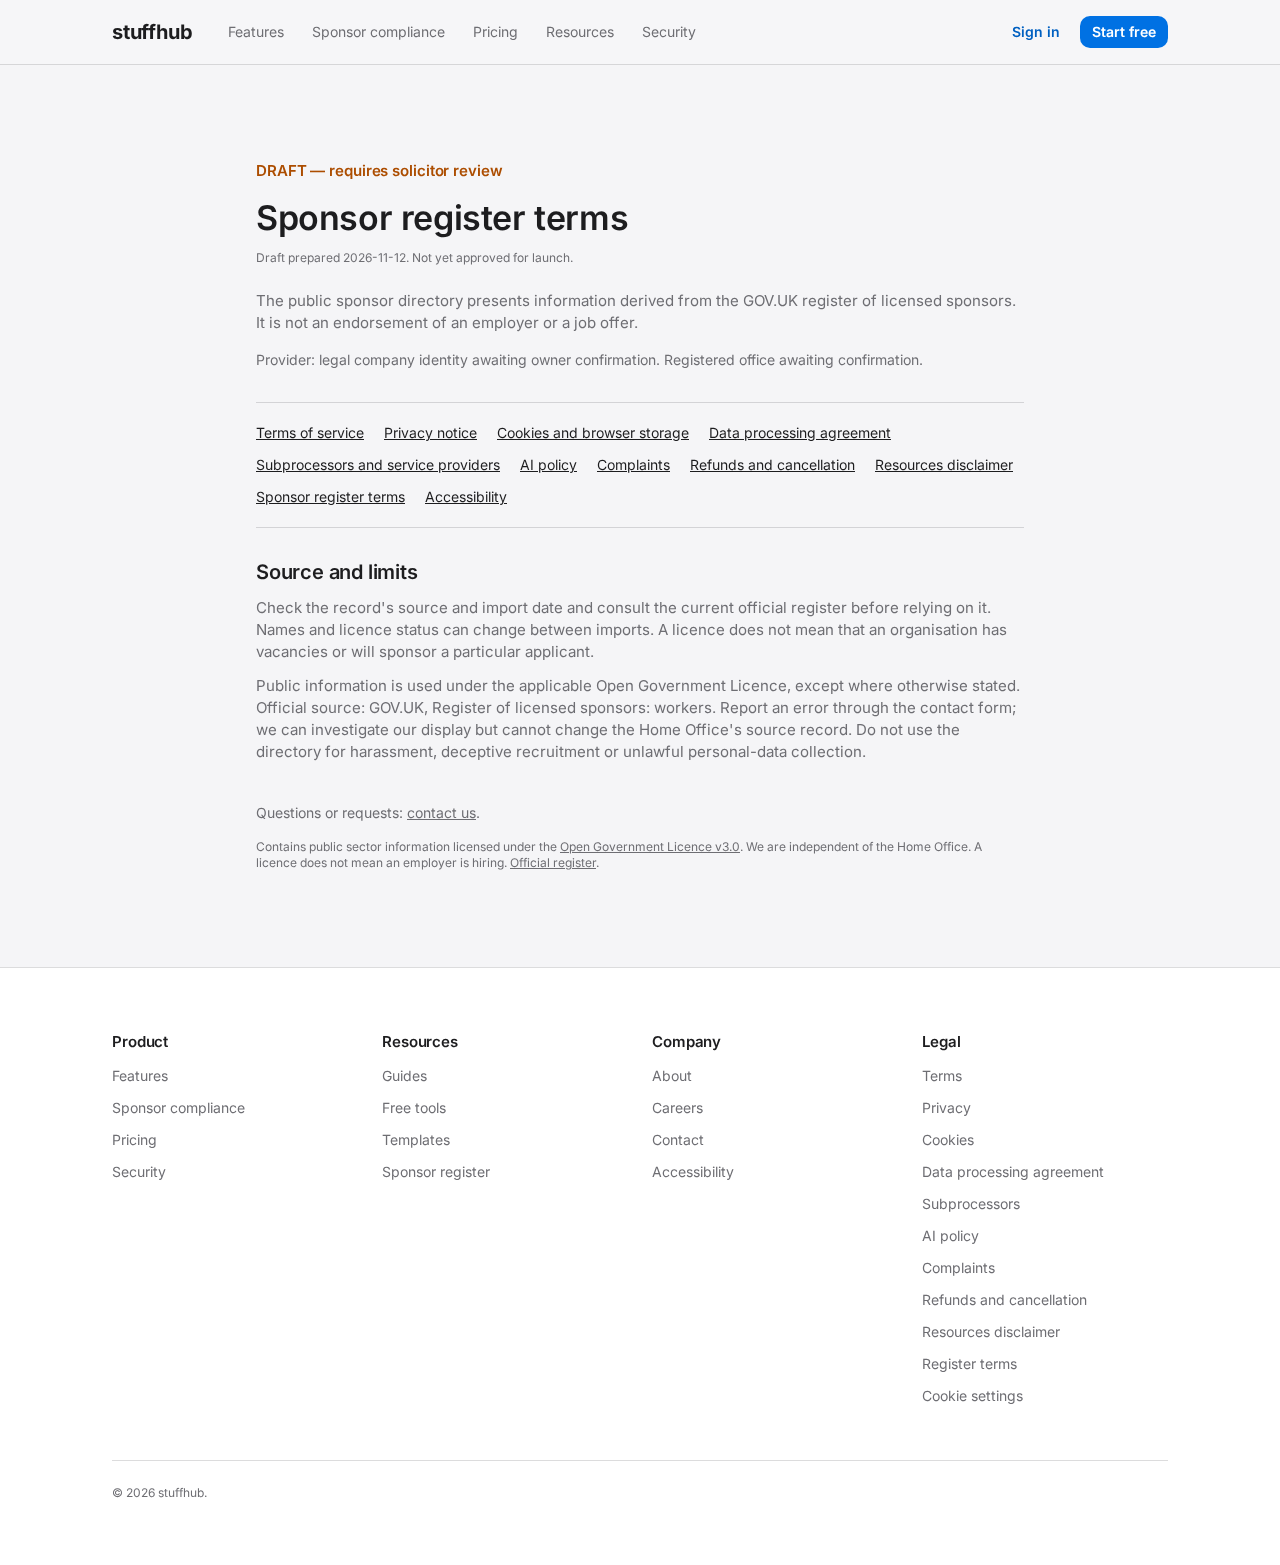 stuffhub
Features
Sponsor compliance
Pricing
Resources
Security
Sign in
Start free
DRAFT — requires solicitor review
Sponsor register terms
Draft prepared 2026-11-12. Not yet approved for launch.
The public sponsor directory presents information derived from the GOV.UK register of licensed sponsors.
It is not an endorsement of an employer or a job offer.
Provider: legal company identity awaiting owner confirmation. Registered office awaiting confirmation.
Terms of service Privacy notice Cookies and browser storage Data processing agreement
Subprocessors and service providers AI policy Complaints Refunds and cancellation Resources disclaimer
Sponsor register terms Accessibility
Source and limits
Check the record's source and import date and consult the current official register before relying on it.
Names and licence status can change between imports. A licence does not mean that an organisation has
vacancies or will sponsor a particular applicant.
Public information is used under the applicable Open Government Licence, except where otherwise stated.
Official source: GOV.UK, Register of licensed sponsors: workers. Report an error through the contact form;
we can investigate our display but cannot change the Home Office's source record. Do not use the
directory for harassment, deceptive recruitment or unlawful personal-data collection.
Questions or requests: contact us.
Contains public sector information licensed under the Open Government Licence v3.0. We are independent of the Home Office. A
licence does not mean an employer is hiring. Official register.
Product
Features
Sponsor compliance
Pricing
Security
Resources
Guides
Free tools
Templates
Sponsor register
Company
About
Careers
Contact
Accessibility
Legal
Terms
Privacy
Cookies
Data processing agreement
Subprocessors
AI policy
Complaints
Refunds and cancellation
Resources disclaimer
Register terms
Cookie settings
© 2026 stuffhub.